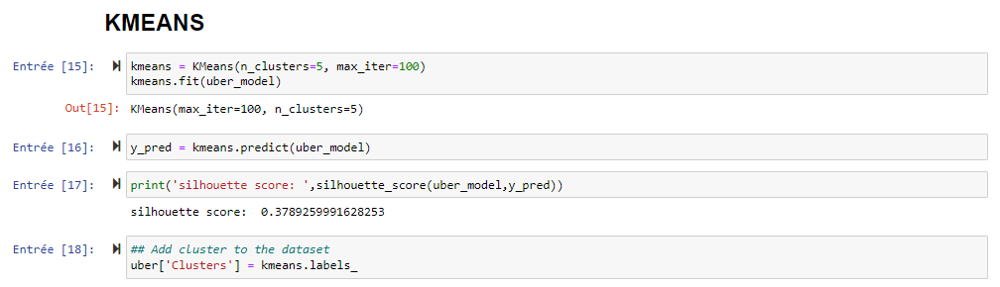 KMEANS
Entrée [15]: kmeans = KMeans(n_clusters=5, max_iter=100)
kmeans.fit(uber_model)
Out[15]: KMeans(max_iter=100, n_clusters=5)
Entrée [16]: y_pred = kmeans.predict(uber_model)
Entrée [17]: print('silhouette score: ',silhouette_score(uber_model,y_pred))
silhouette score:  0.3789259991628253
Entrée [18]: ## Add cluster to the dataset
uber['Clusters'] = kmeans.labels_